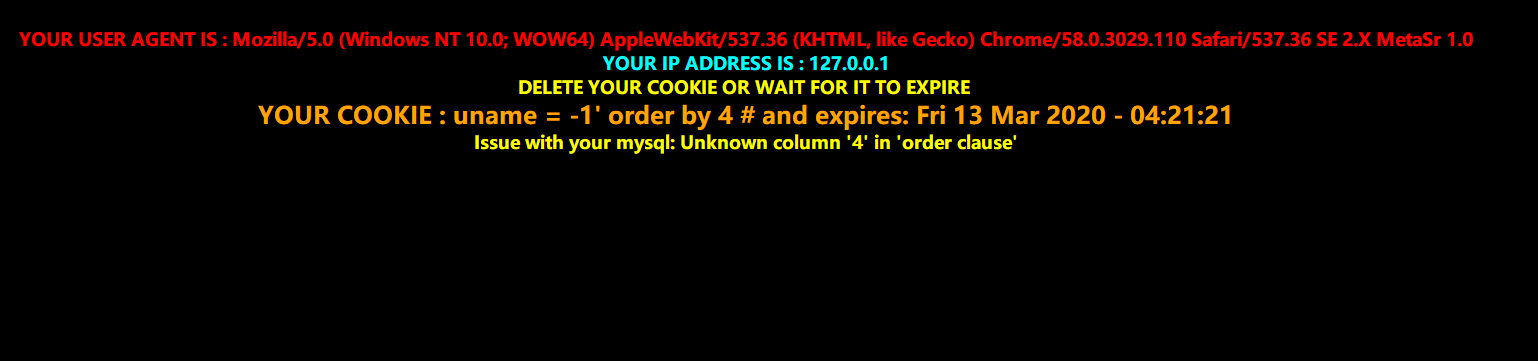 YOUR USER AGENT IS : Mozilla/5.0 (Windows NT 10.0; WOW64) AppleWebKit/537.36 (KHTML, like Gecko) Chrome/58.0.3029.110 Safari/537.36 SE 2.X MetaSr 1.0
YOUR IP ADDRESS IS : 127.0.0.1
DELETE YOUR COOKIE OR WAIT FOR IT TO EXPIRE
YOUR COOKIE : uname = -1' order by 4 # and expires: Fri 13 Mar 2020 - 04:21:21
Issue with your mysql: Unknown column '4' in 'order clause'